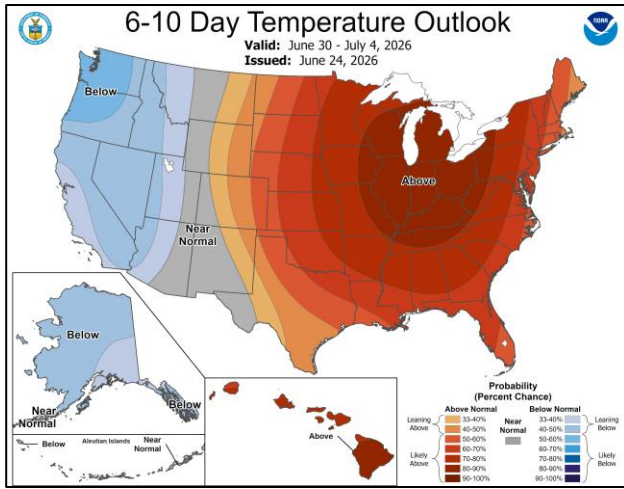 6-10 Day Temperature Outlook
Valid: June 30 - July 4, 2026
Issued: June 24, 2026
NOAA
Below
Above
Near
Normal
Below
Near
Normal
Below
Below
Aleutian Islands
Near
Normal
Above
Probability
(Percent Chance)
Above Normal
Below Normal
Leaning
Above
Likely
Above
33-40%
40-50%
50-60%
60-70%
70-80%
80-90%
90-100%
Near
Normal
33-40%
40-50%
50-60%
60-70%
70-80%
80-90%
90-100%
Leaning
Below
Likely
Below